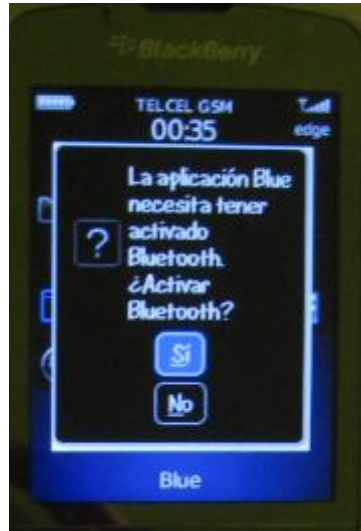 BlackBerry
TELCEL GSM
00:35
edge
La aplicación Blue
necesita tener
activado
Bluetooth.
¿Activar
Bluetooth?
?
Sí
No
Blue